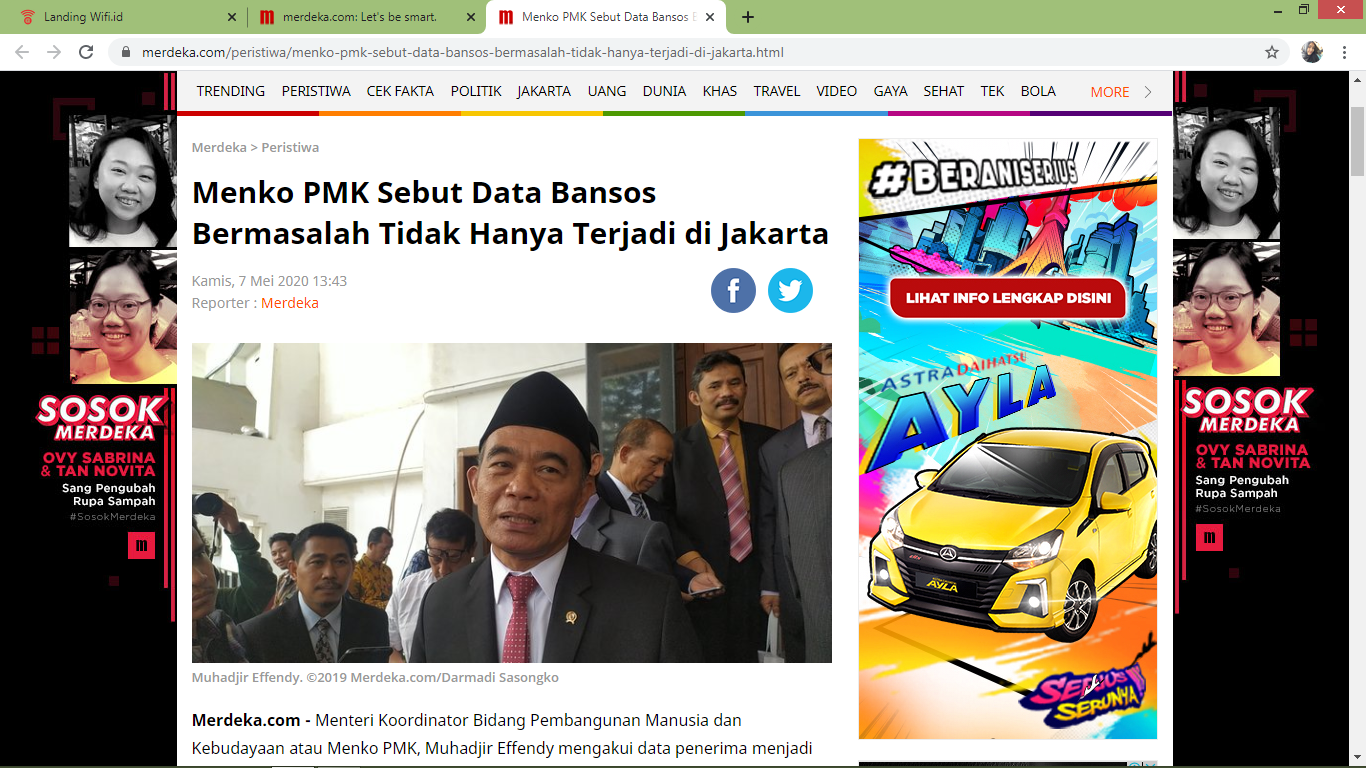 Landing Wifi.id
merdeka.com: Let's be smart.
Menko PMK Sebut Data Bansos B
merdeka.com/peristiwa/menko-pmk-sebut-data-bansos-bermasalah-tidak-hanya-terjadi-di-jakarta.html
TRENDING PERISTIWA CEK FAKTA POLITIK JAKARTA UANG DUNIA KHAS TRAVEL VIDEO GAYA SEHAT TEK BOLA MORE
Merdeka > Peristiwa
Menko PMK Sebut Data Bansos
Bermasalah Tidak Hanya Terjadi di Jakarta
Kamis, 7 Mei 2020 13:43
Reporter : Merdeka
Muhadjir Effendy. ©2019 Merdeka.com/Darmadi Sasongko
Merdeka.com - Menteri Koordinator Bidang Pembangunan Manusia dan
Kebudayaan atau Menko PMK, Muhadjir Effendy mengakui data penerima menjadi
#BERANISERIUS
LIHAT INFO LENGKAP DISINI
ASTRA DAIHATSU
AYLA
AYLA
SERIUS
SERUNYA
SOSOK
MERDEKA
OVY SABRINA
& TAN NOVITA
Sang Pengubah
Rupa Sampah
#SosokMerdeka
SOSOK
MERDEKA
OVY SABRINA
& TAN NOVITA
Sang Pengubah
Rupa Sampah
#SosokMerdeka